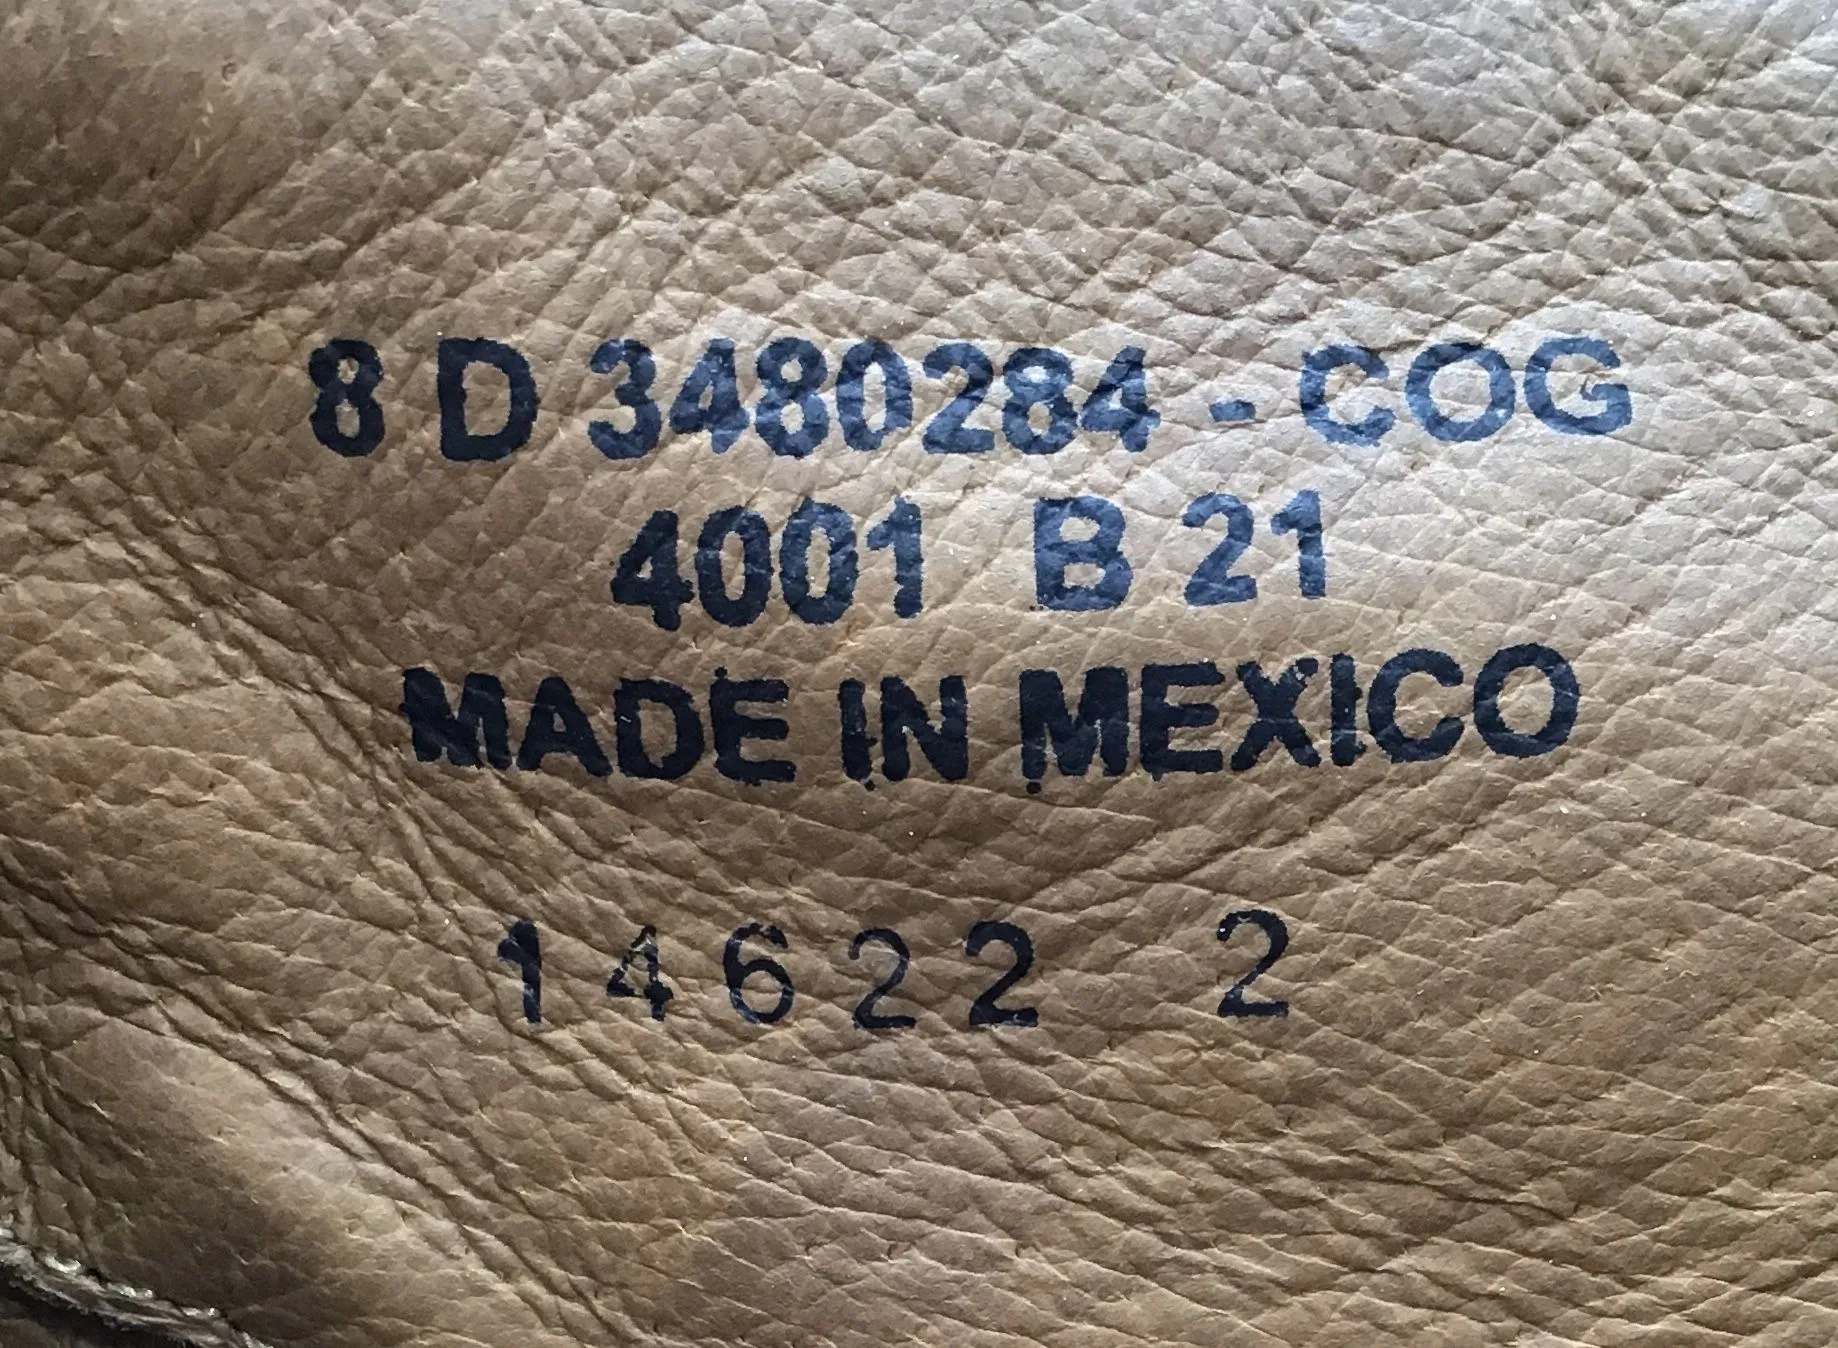 8 D 3480284 - COG
4001 B 21
MADE IN MEXICO
14622 2